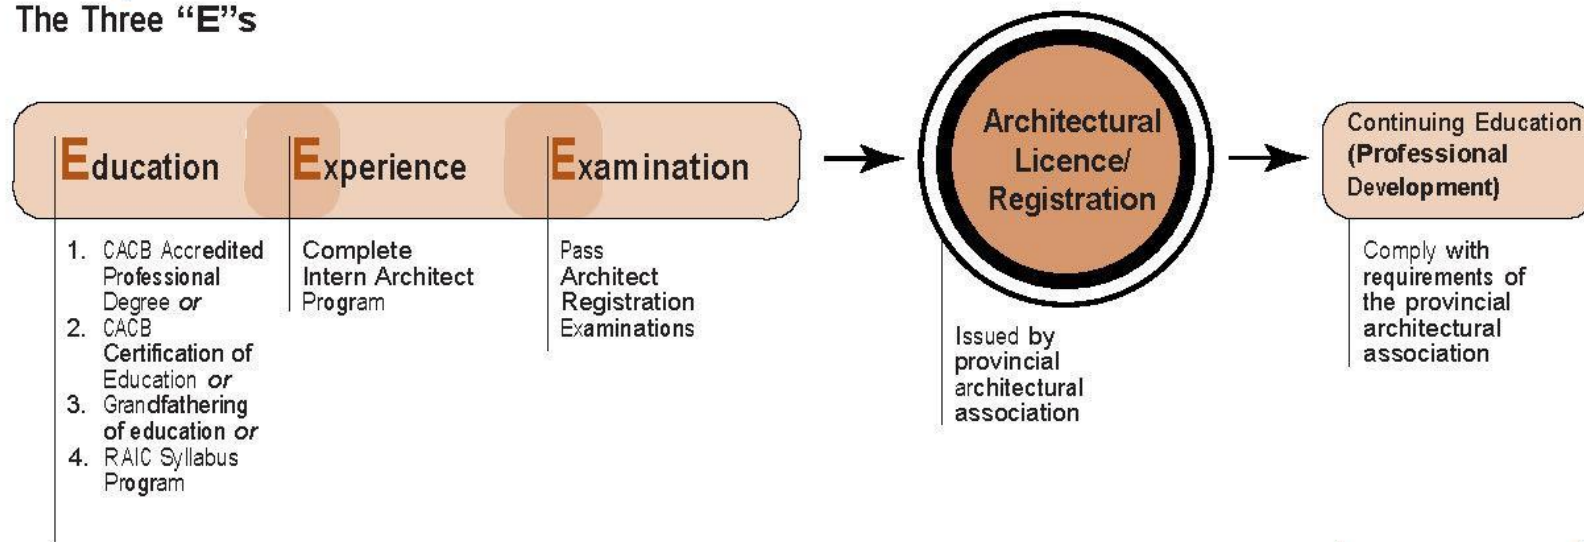 The Three “E”s
Education
Experience
Examination
1. CACB Accredited
Professional
Degree or
2. CACB
Certification of
Education or
3. Grandfathering
of education or
4. RAIC Syllabus
Program
Complete
Intern Architect
Program
Pass
Architect
Registration
Examinations
Architectural
Licence/
Registration
Issued by
provincial
architectural
association
Continuing Education
(Professional
Development)
Comply with
requirements of
the provincial
architectural
association